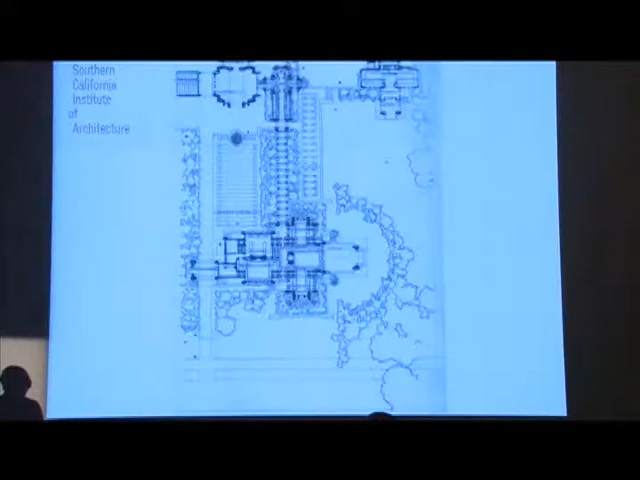 Southern
California
Institute
of
Architecture